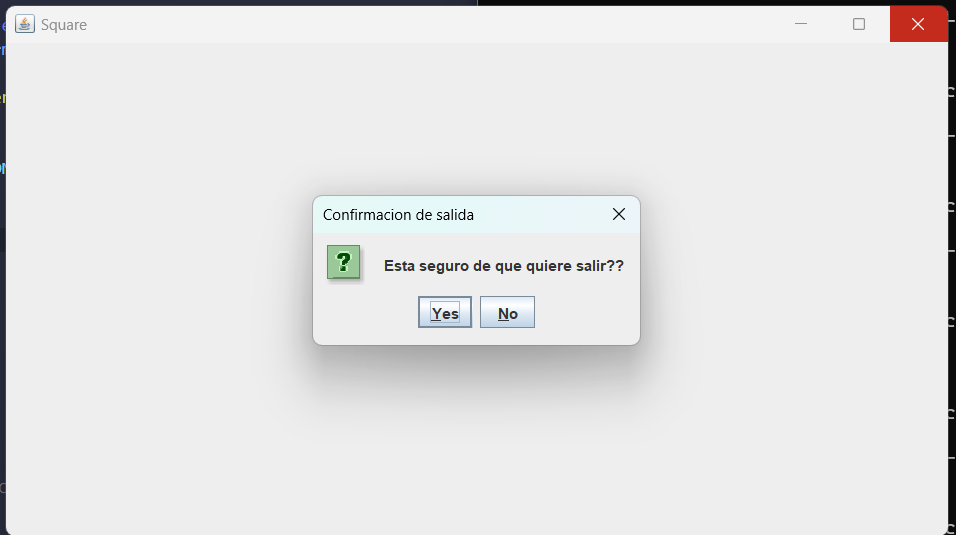 Square
Confirmacion de salida
?
Esta seguro de que quiere salir??
Yes
No